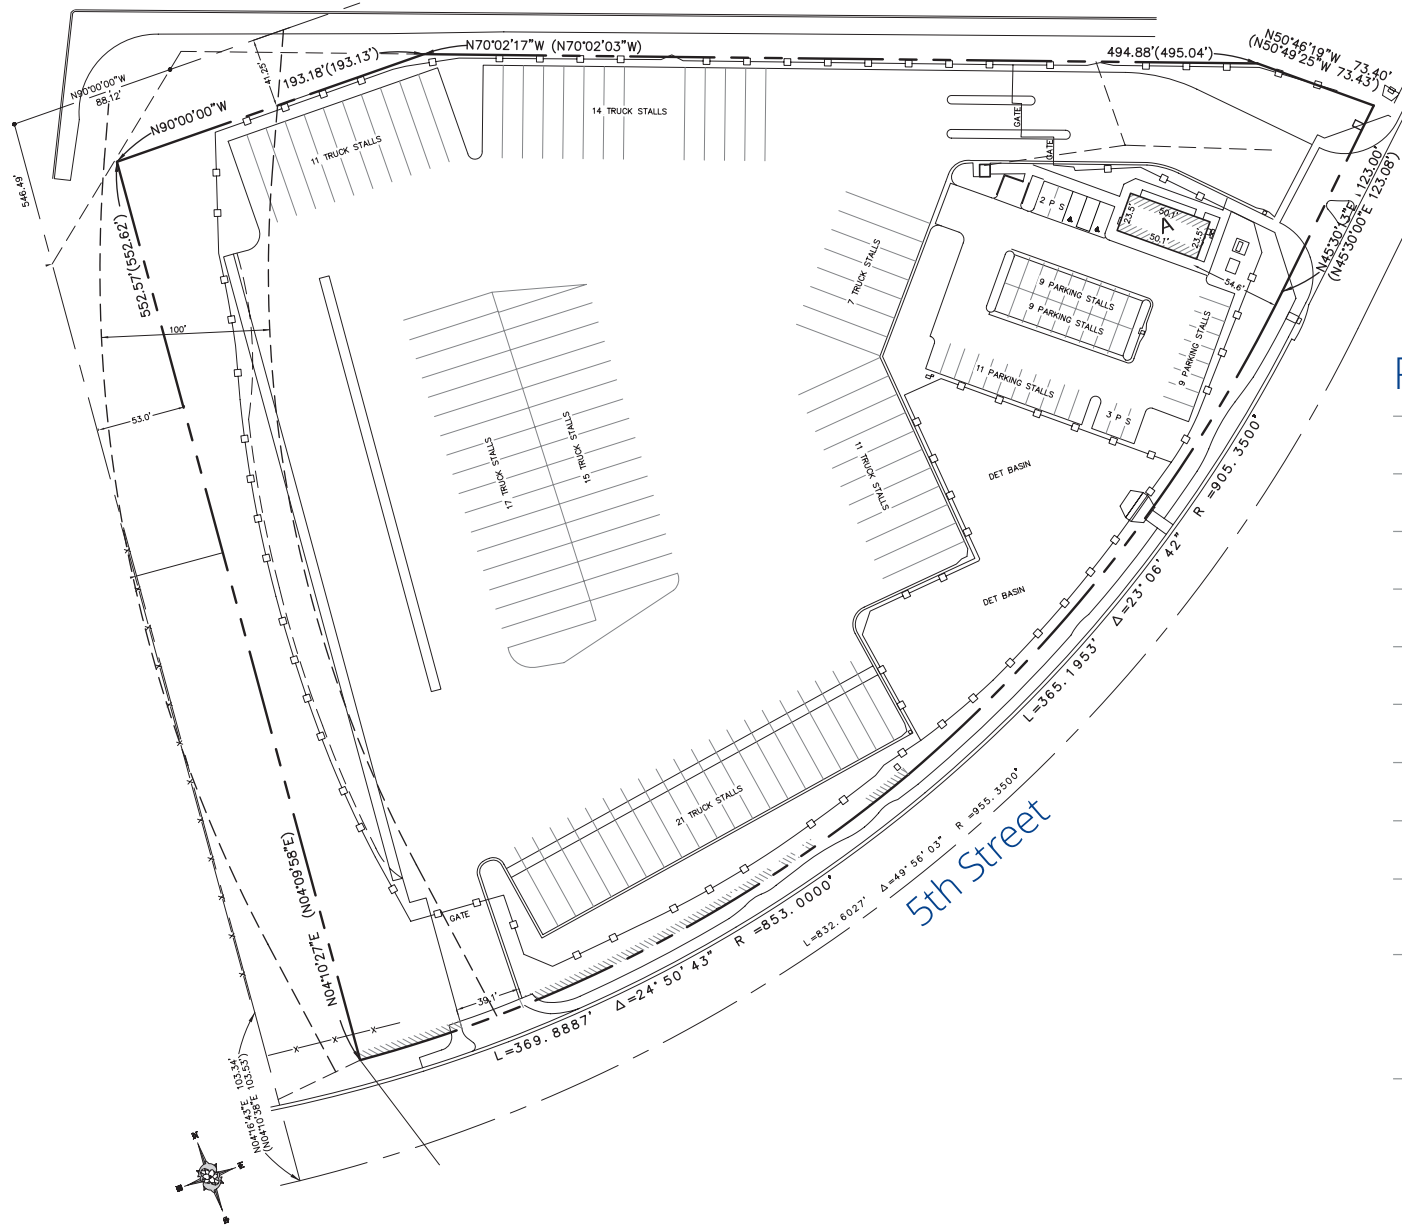 N70°02'17"W (N70°02'03"W)
494.88'(495.04')
N50°46'19"W 73.40'
(N50°49'25"W 73.43')
193.18'(193.13')
41.25'
N90°00'00"W
88.12'
N90°00'00"W
546.49'
552.57'(552.62')
11 TRUCK STALLS
14 TRUCK STALLS
GATE
GATE
2 P S
23.5'
50.1'
A
50.1'
23.5'
54.6'
N45°30'13"E 123.00'
(N45°30'00"E 123.08')
7 TRUCK STALLS
9 PARKING STALLS
9 PARKING STALLS
9 PARKING STALLS
11 PARKING STALLS
3 P S
100'
53.0'
17 TRUCK STALLS
15 TRUCK STALLS
11 TRUCK STALLS
DET BASIN
DET BASIN
R =905.3500'
Δ=23°06'42"
L=365.1953'
21 TRUCK STALLS
R =955.3500'
Δ=49°56'03"
L=832.6027'
5th Street
R =853.0000'
Δ=24°50'43"
L=369.8887'
GATE
39.1'
N04°10'27"E (N04°09'58"E)
N04°16'43"E 103.34'
(N04°10'38"E 103.53')